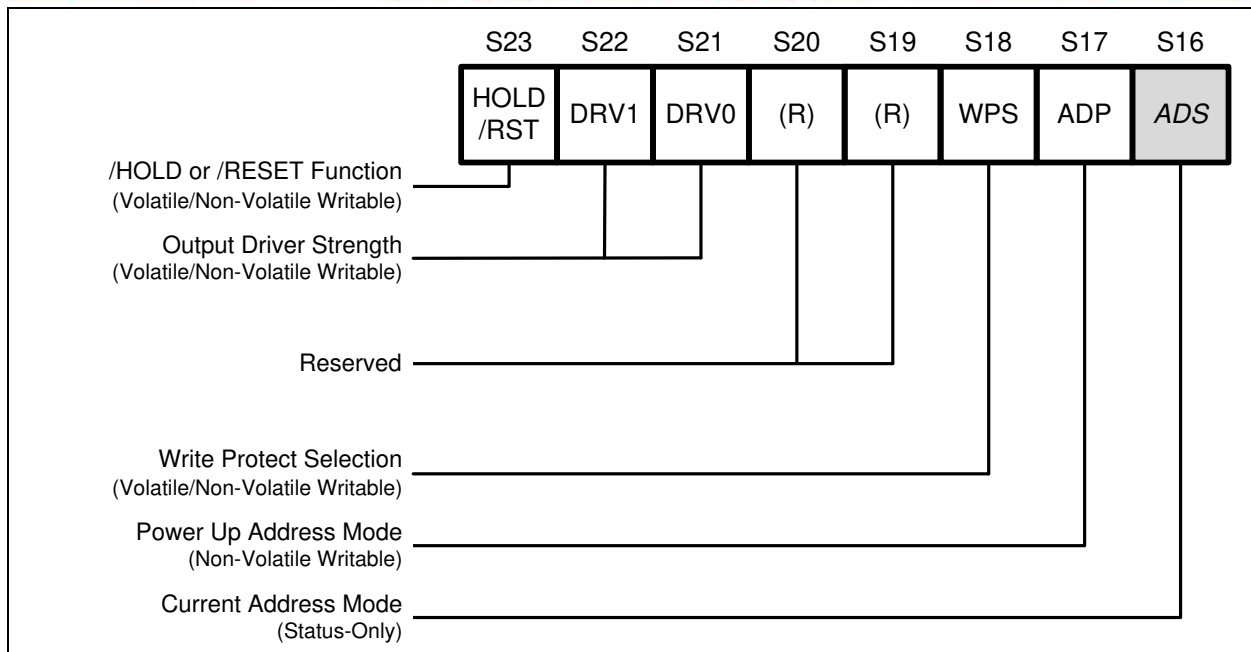 S23 S22 S21 S20 S19 S18 S17 S16
HOLD
/RST DRV1 DRV0 (R) (R) WPS ADP ADS
/HOLD or /RESET Function
(Volatile/Non-Volatile Writable)
Output Driver Strength
(Volatile/Non-Volatile Writable)
Reserved
Write Protect Selection
(Volatile/Non-Volatile Writable)
Power Up Address Mode
(Non-Volatile Writable)
Current Address Mode
(Status-Only)